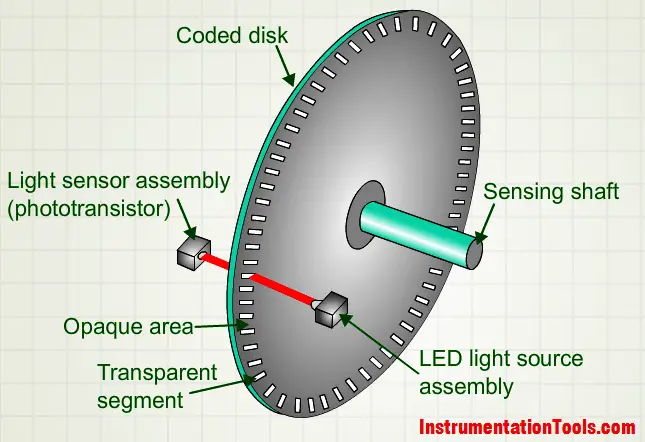 Coded disk
Light sensor assembly
(phototransistor)
Sensing shaft
Opaque area
Transparent
segment
LED light source
assembly
InstrumentationTools.com